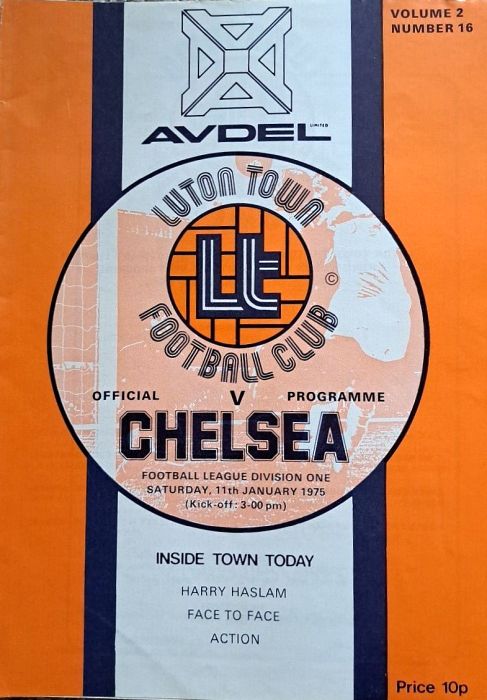 VOLUME 2
NUMBER 16
AVDEL LIMITED
LUTON TOWN
Lt
©
FOOTBALL CLUB
OFFICIAL V PROGRAMME
CHELSEA
FOOTBALL LEAGUE DIVISION ONE
SATURDAY, 11th JANUARY 1975
(Kick-off: 3-00 pm)
INSIDE TOWN TODAY
HARRY HASLAM
FACE TO FACE
ACTION
Price 10p